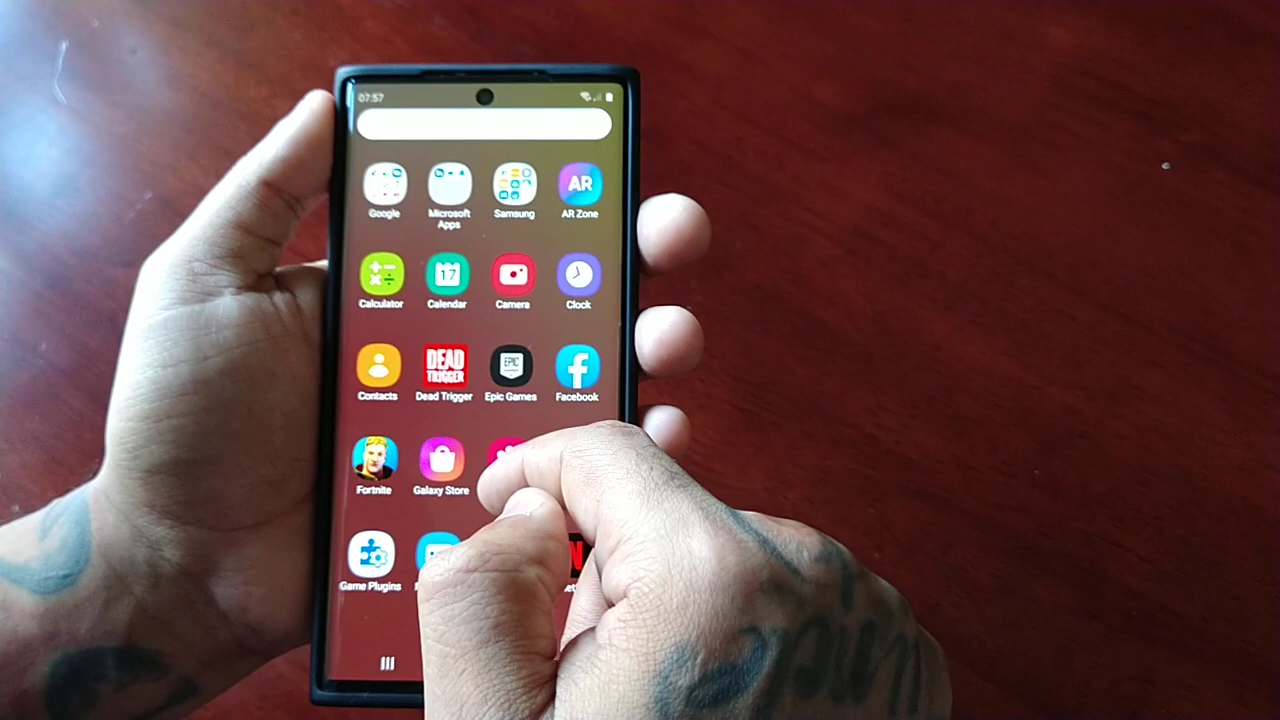 07:57
Google
Microsoft
Apps
Samsung
AR
AR Zone
Calculator
17
Calendar
Camera
Clock
Contacts
DEAD
TRIGGER
Dead Trigger
EPIC
Epic Games
Facebook
Fortnite
Galaxy Store
Game Plugins